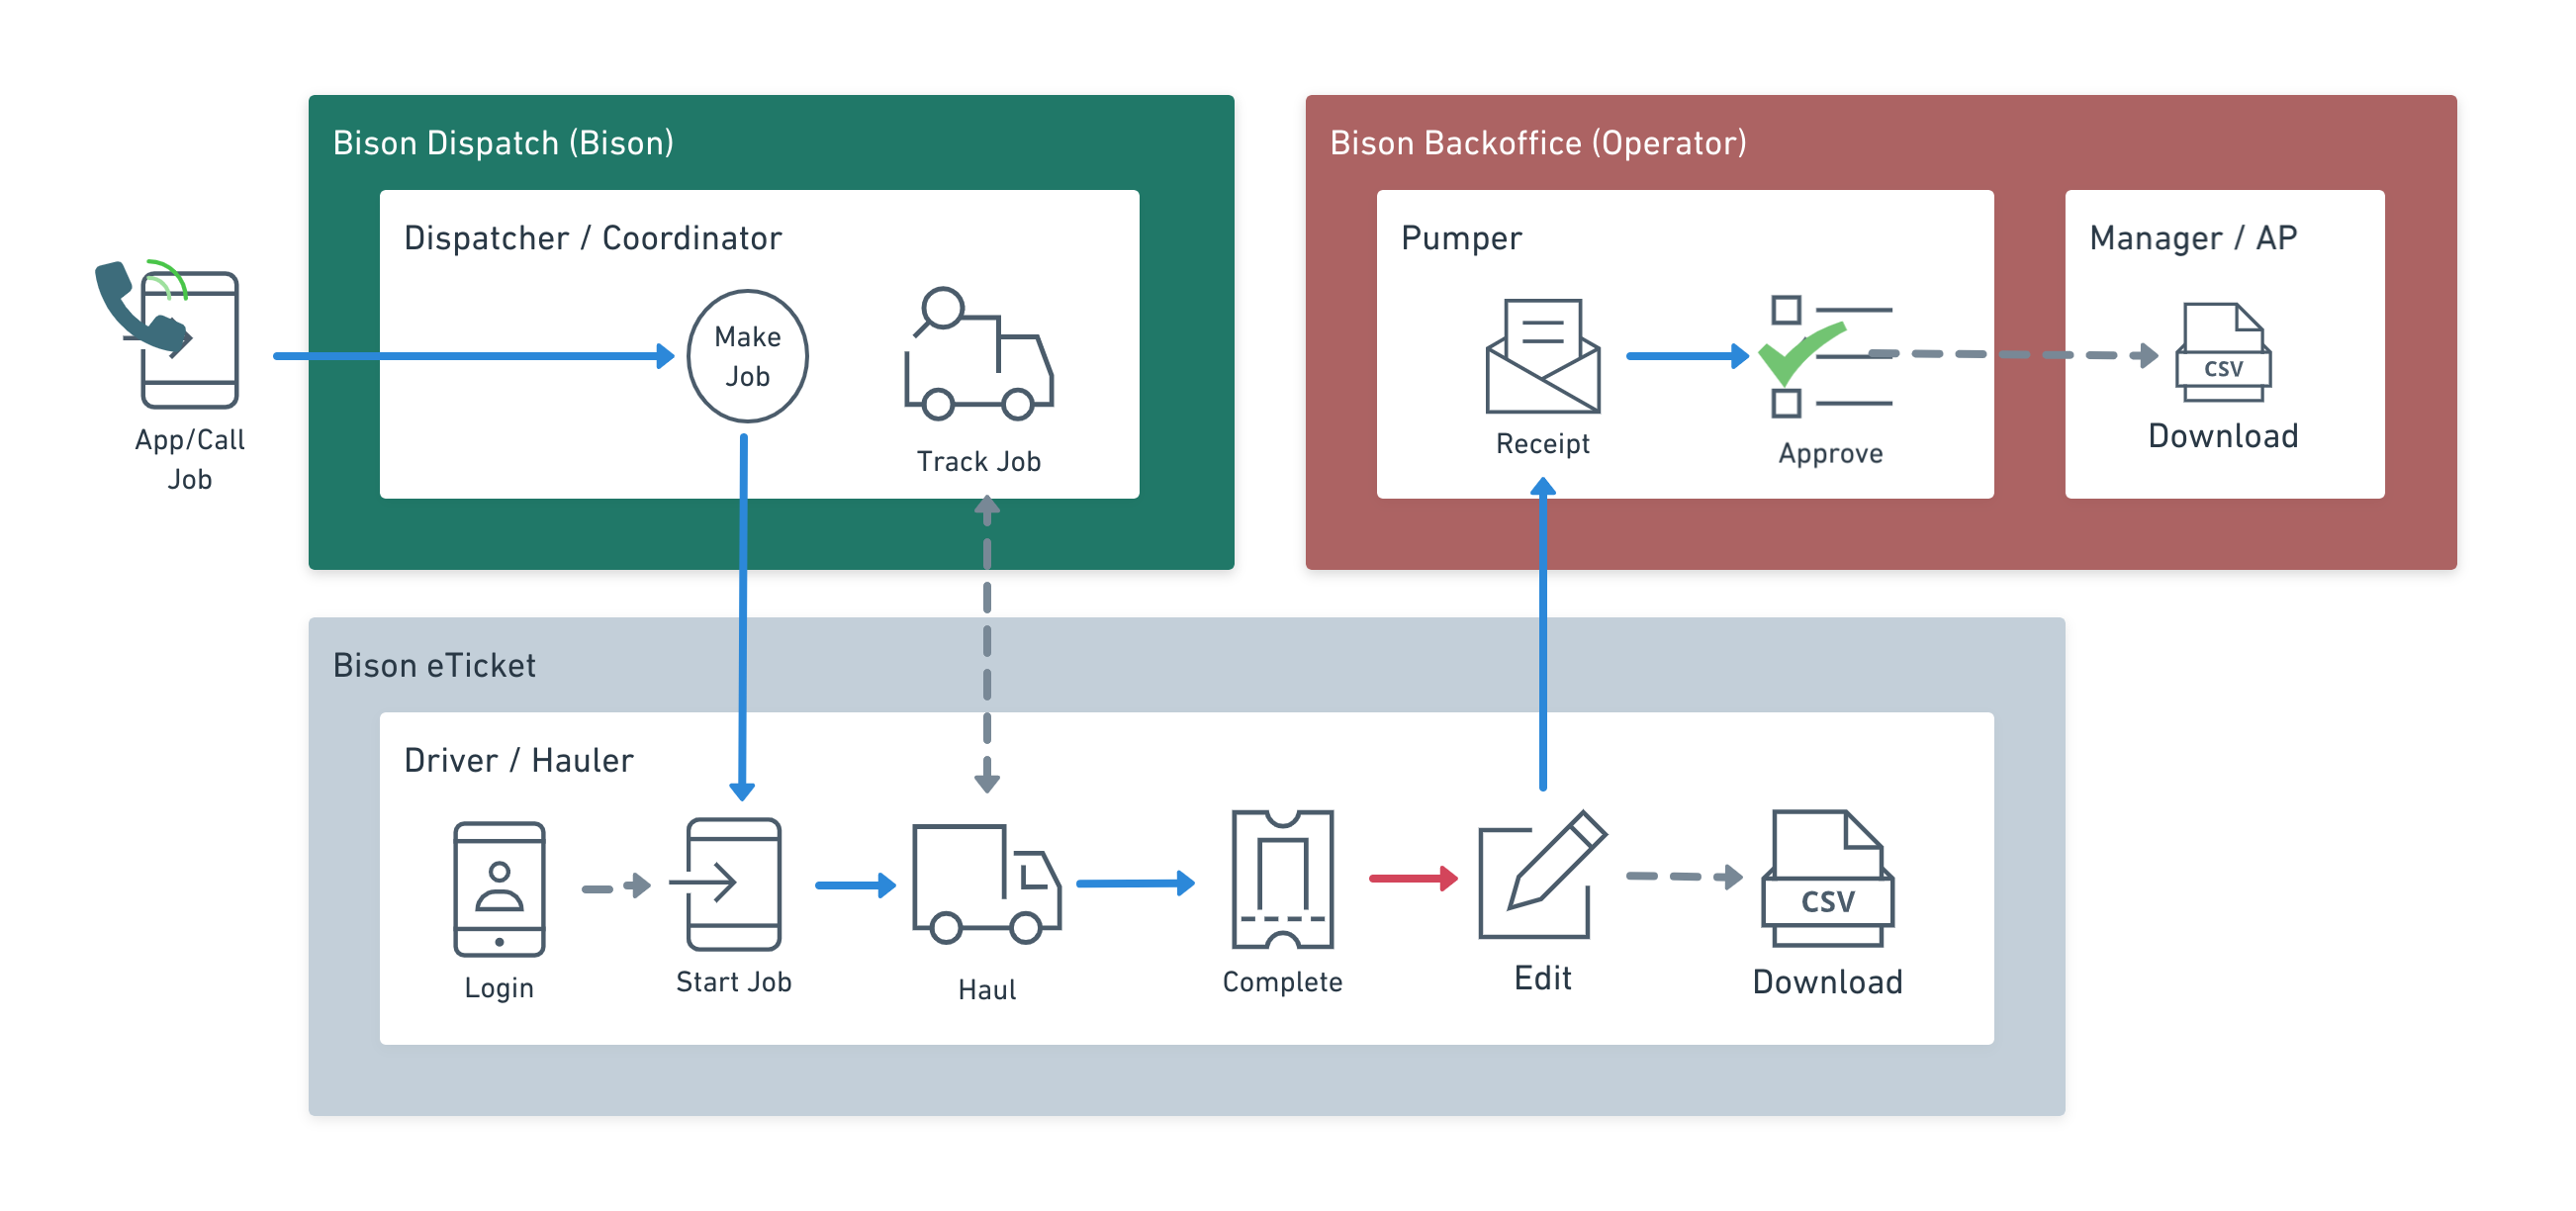 Bison Dispatch (Bison)
Dispatcher / Coordinator
App/Call
Job
Make
Job
Track Job
Bison Backoffice (Operator)
Pumper
Receipt
Approve
Manager / AP
CSV
Download
Bison eTicket
Driver / Hauler
Login
Start Job
Haul
Complete
Edit
CSV
Download